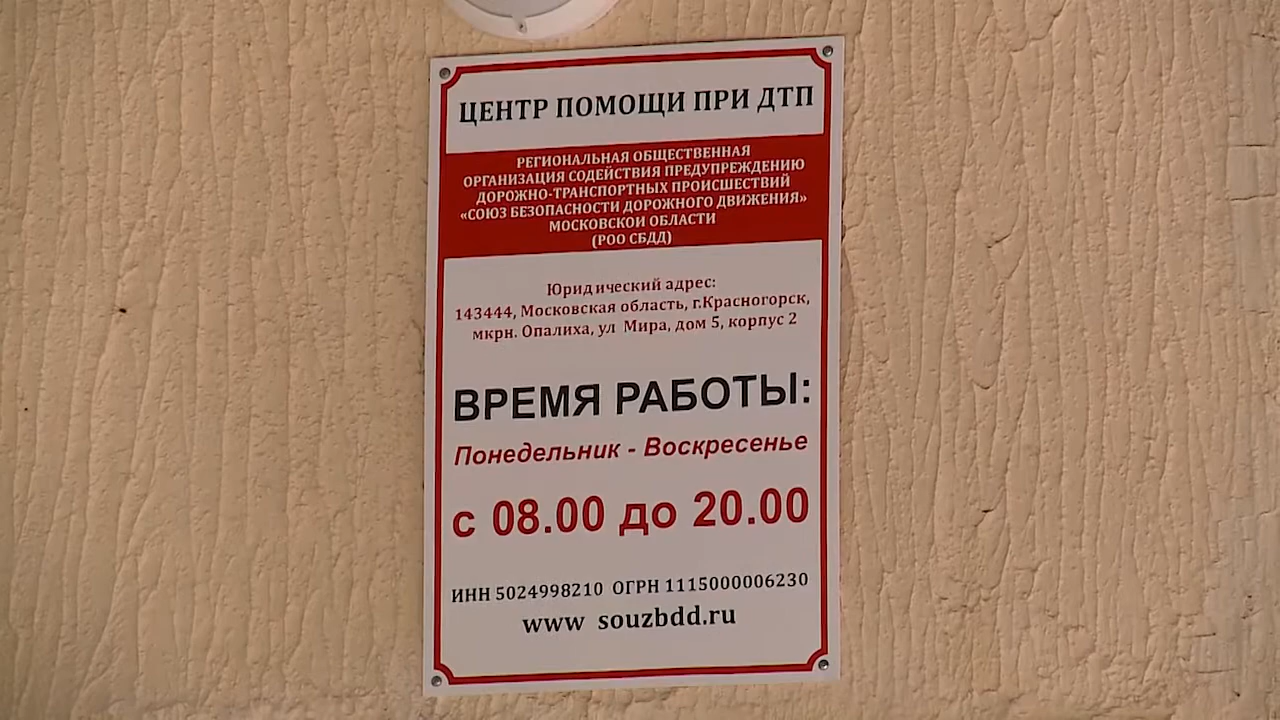 ЦЕНТР ПОМОЩИ ПРИ ДТП
РЕГИОНАЛЬНАЯ ОБЩЕСТВЕННАЯ
ОРГАНИЗАЦИЯ СОДЕЙСТВИЯ ПРЕДУПРЕЖДЕНИЮ
ДОРОЖНО-ТРАНСПОРТНЫХ ПРОИСШЕСТВИЙ
«СОЮЗ БЕЗОПАСНОСТИ ДОРОЖНОГО ДВИЖЕНИЯ»
МОСКОВСКОИ ОБЛАСТИ
(РОО СБДД)
Юридический адрес:
143444, Московская область, г.Красногорск,
мкрн. Опалиха, ул Мира, дом 5, корпус 2
ВРЕМЯ РАБОТЫ:
Понедельник - Воскресенье
с 08.00 до 20.00
ИНН 5024998210 ОГРН 1115000006230
www souzbdd.ru